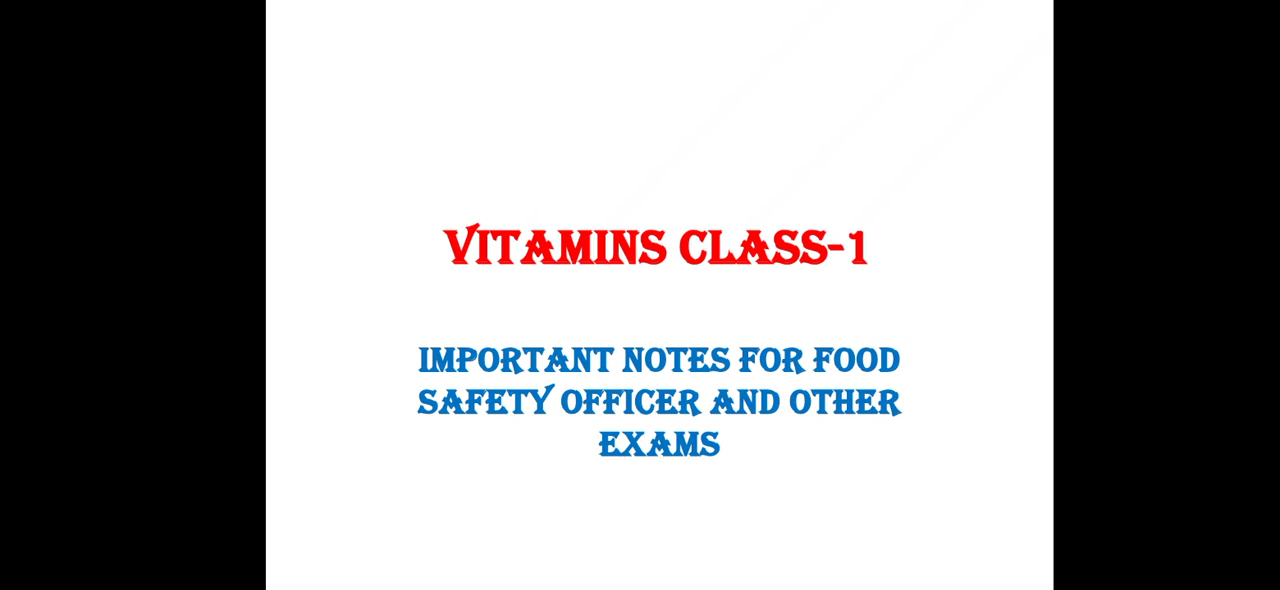 VITAMINS CLASS-1
IMPORTANT NOTES FOR FOOD
SAFETY OFFICER AND OTHER
EXAMS